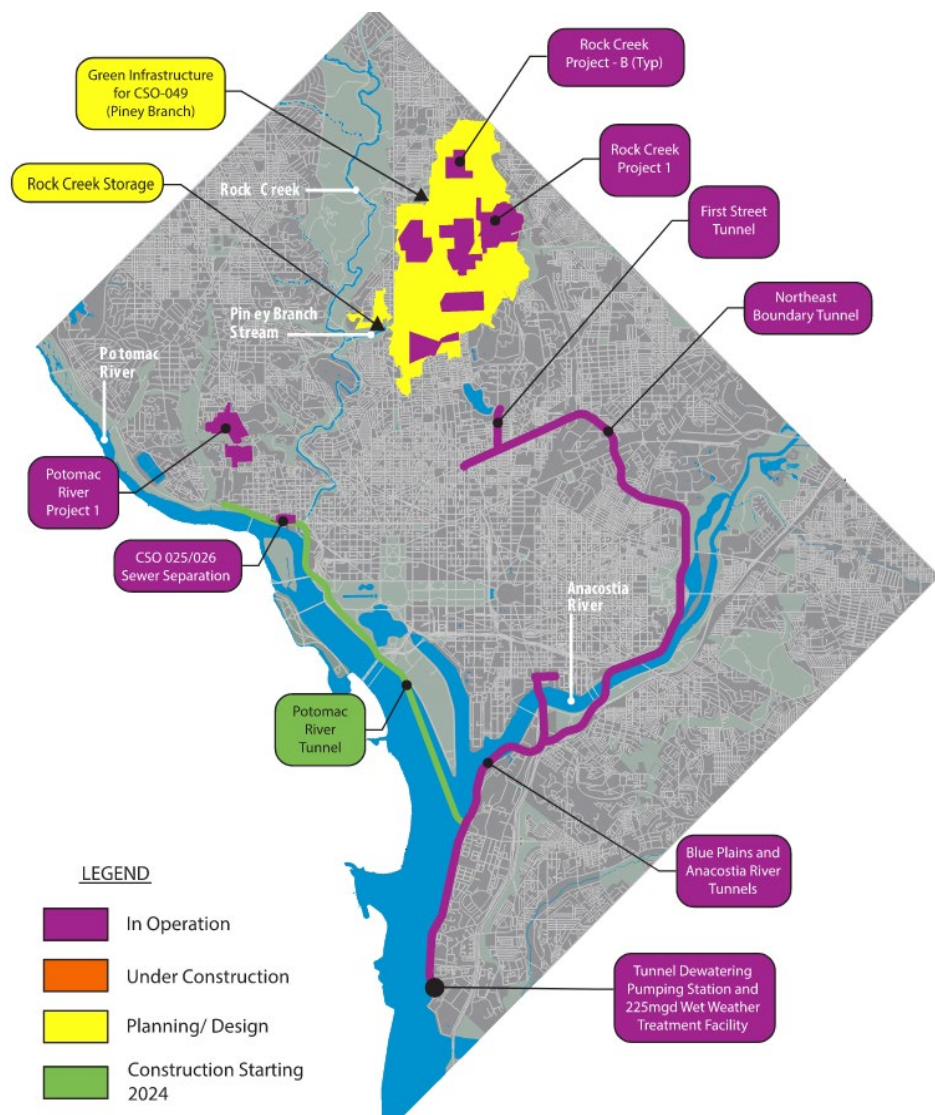 Rock Creek
Project - B (Typ)
Green Infrastructure
for CSO-049
(Piney Branch)
Rock Creek
Project 1
Rock Creek Storage
Rock Creek
First Street
Tunnel
Northeast
Boundary Tunnel
Piney Branch
Stream
Potomac
River
Potomac
River
Project 1
CSO 025/026
Sewer Separation
Anacostia
River
Potomac
River
Tunnel
Blue Plains and
Anacostia River
Tunnels
Tunnel Dewatering
Pumping Station and
225mgd Wet Weather
Treatment Facility
LEGEND
In Operation
Under Construction
Planning/ Design
Construction Starting
2024